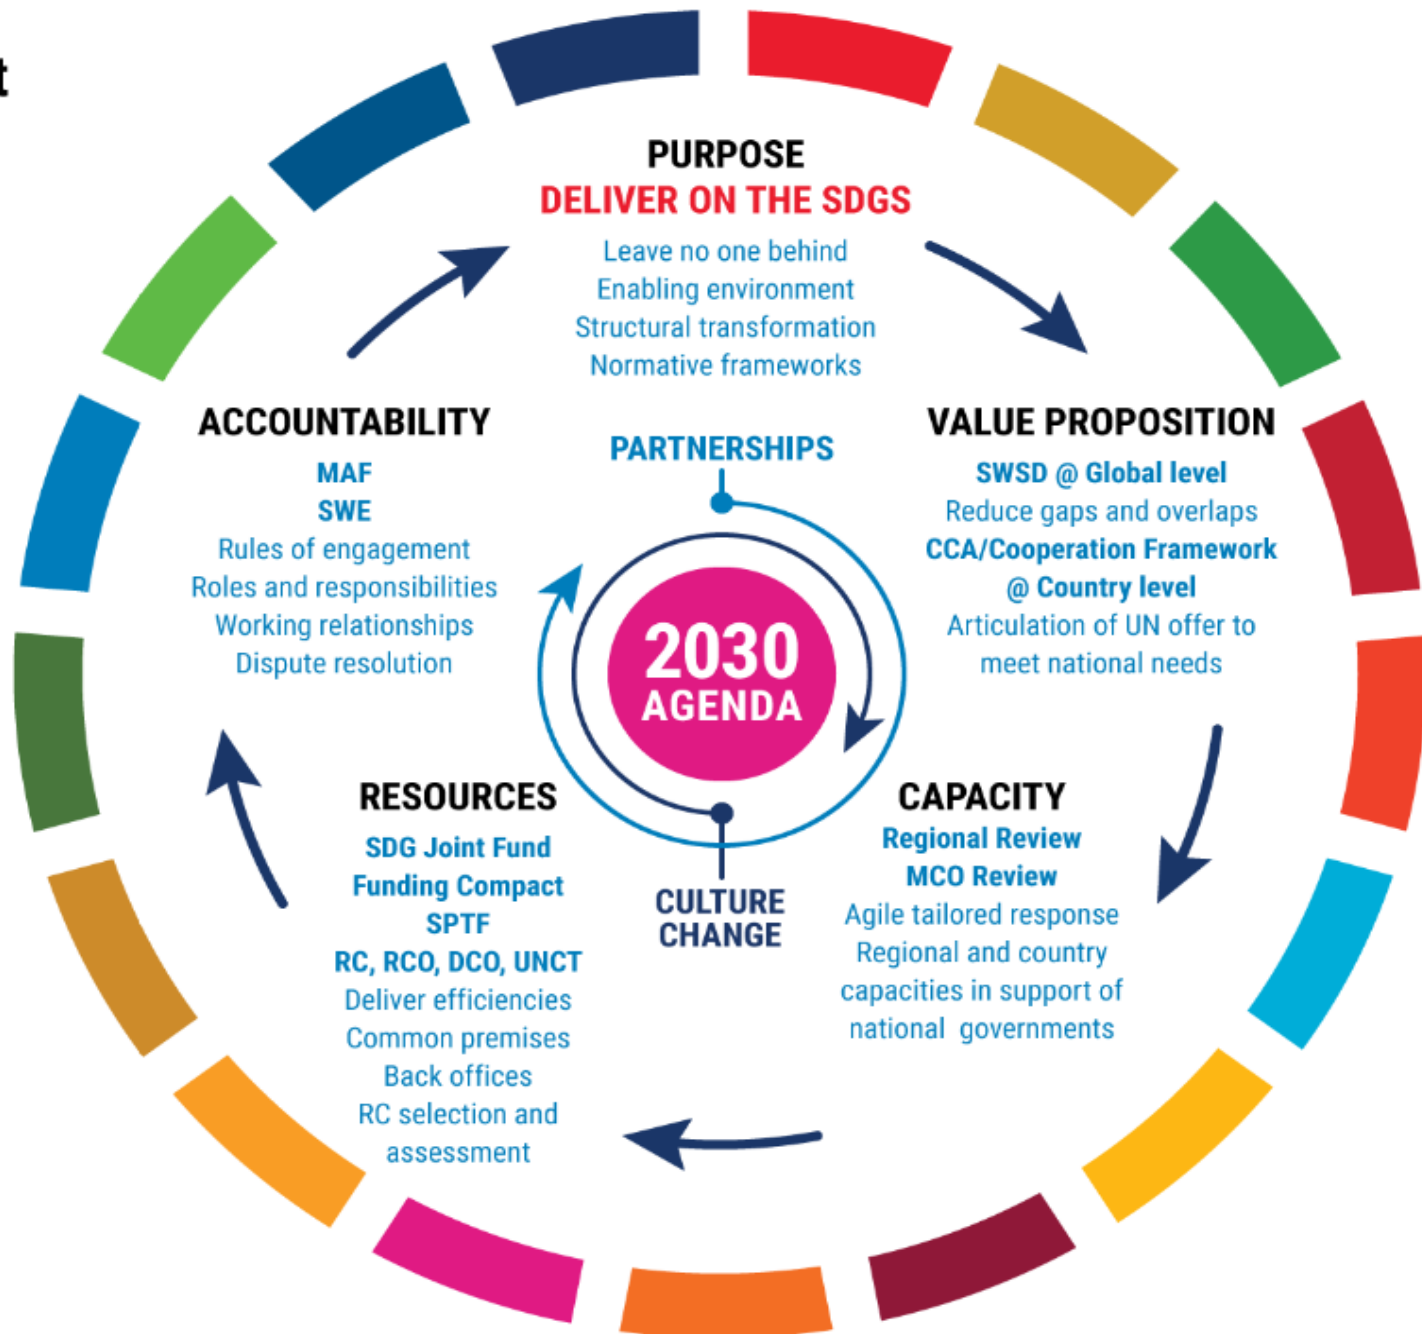 t
PURPOSE
DELIVER ON THE SDGS
Leave no one behind
Enabling environment
Structural transformation
Normative frameworks
ACCOUNTABILITY
MAF
SWE
Rules of engagement
Roles and responsibilities
Working relationships
Dispute resolution
PARTNERSHIPS
VALUE PROPOSITION
SWSD @ Global level
Reduce gaps and overlaps
CCA/Cooperation Framework
@ Country level
Articulation of UN offer to
meet national needs
2030
AGENDA
RESOURCES
SDG Joint Fund
Funding Compact
SPTF
RC, RCO, DCO, UNCT
Deliver efficiencies
Common premises
Back offices
RC selection and
assessment
CULTURE
CHANGE
CAPACITY
Regional Review
MCO Review
Agile tailored response
Regional and country
capacities in support of
national governments